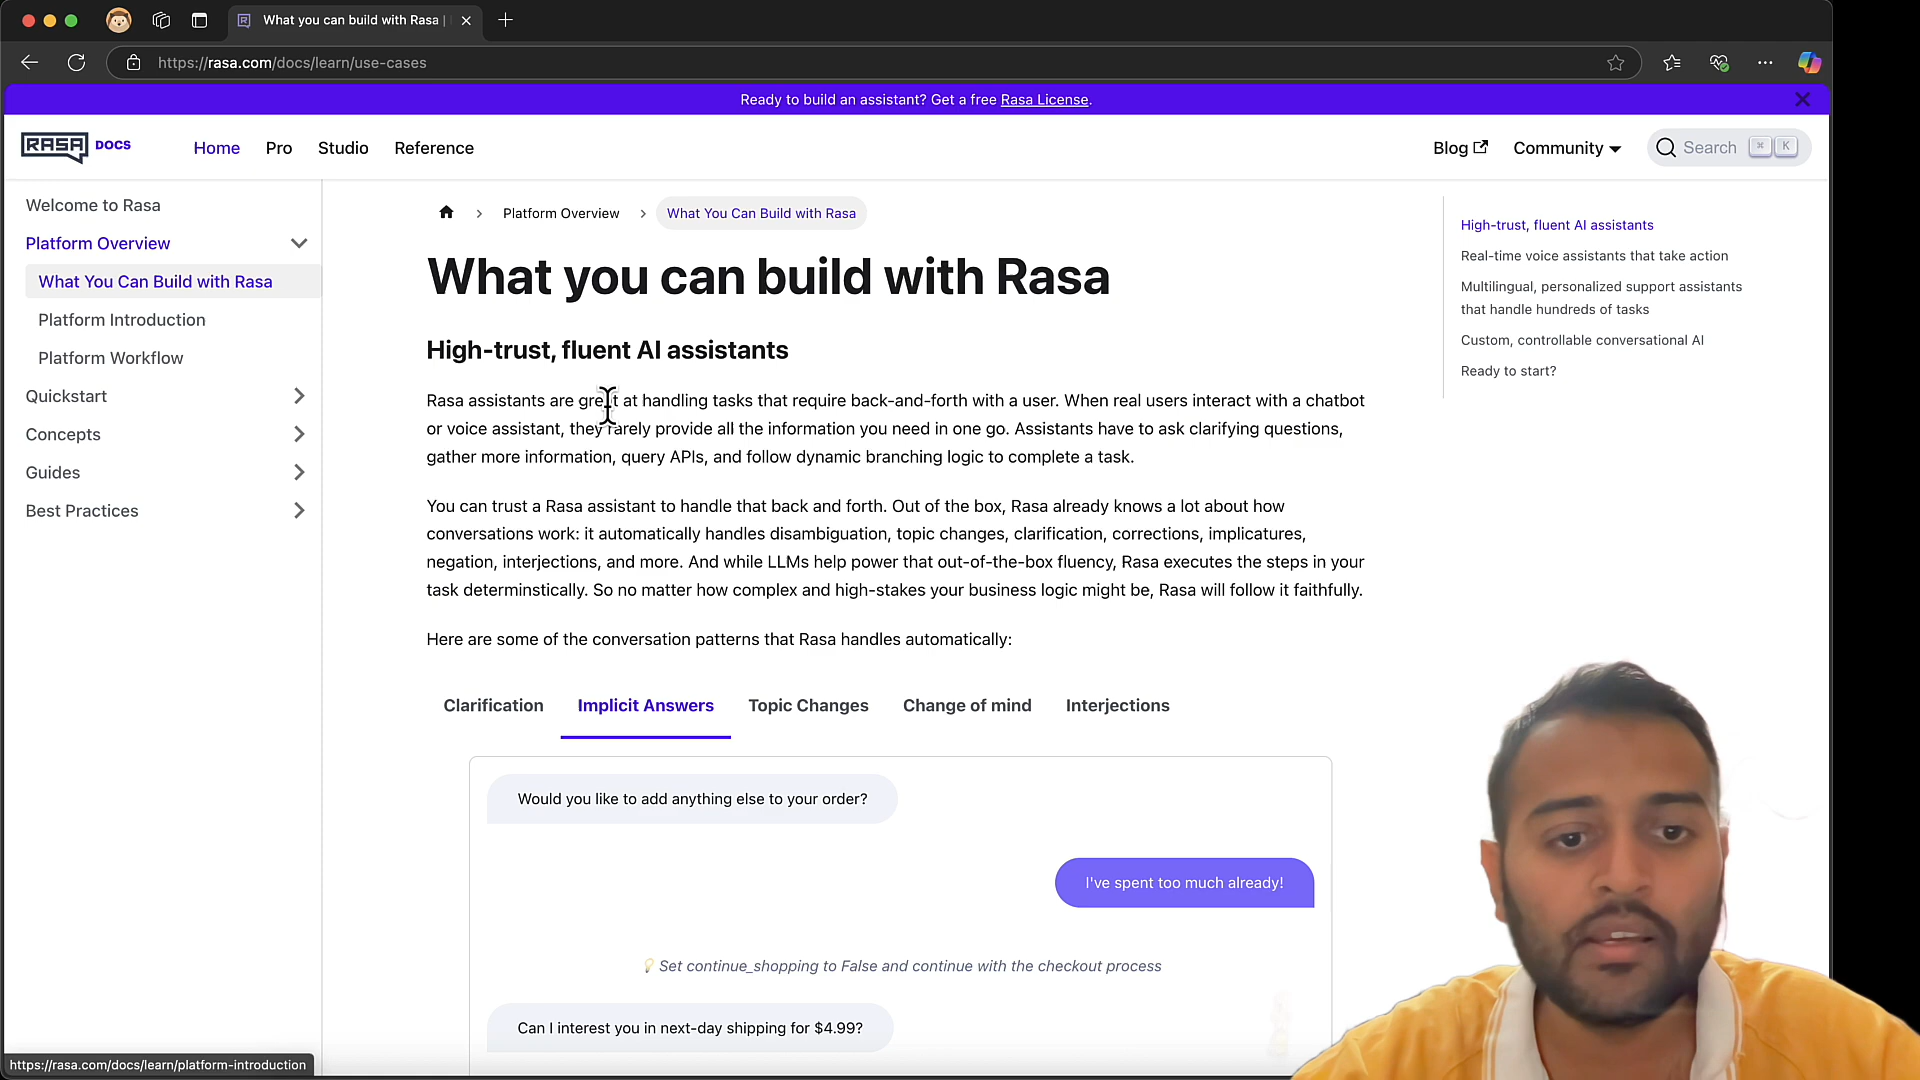 What you can build with Rasa |
https://rasa.com/docs/learn/use-cases
Ready to build an assistant? Get a free Rasa License.
RASA DOCS
Home
Pro
Studio
Reference
Blog
Community
Search
⌘ K
Welcome to Rasa
Platform Overview
What You Can Build with Rasa
Platform Introduction
Platform Workflow
Quickstart
Concepts
Guides
Best Practices
Platform Overview
What You Can Build with Rasa
What you can build with Rasa
High-trust, fluent AI assistants
Rasa assistants are great at handling tasks that require back-and-forth with a user. When real users interact with a chatbot
or voice assistant, they rarely provide all the information you need in one go. Assistants have to ask clarifying questions,
gather more information, query APIs, and follow dynamic branching logic to complete a task.
You can trust a Rasa assistant to handle that back and forth. Out of the box, Rasa already knows a lot about how
conversations work: it automatically handles disambiguation, topic changes, clarification, corrections, implicatures,
negation, interjections, and more. And while LLMs help power that out-of-the-box fluency, Rasa executes the steps in your
task determinstically. So no matter how complex and high-stakes your business logic might be, Rasa will follow it faithfully.
Here are some of the conversation patterns that Rasa handles automatically:
Clarification
Implicit Answers
Topic Changes
Change of mind
Interjections
Would you like to add anything else to your order?
I've spent too much already!
Set continue_shopping to False and continue with the checkout process
Can I interest you in next-day shipping for $4.99?
High-trust, fluent AI assistants
Real-time voice assistants that take action
Multilingual, personalized support assistants
that handle hundreds of tasks
Custom, controllable conversational AI
Ready to start?
https://rasa.com/docs/learn/platform-introduction